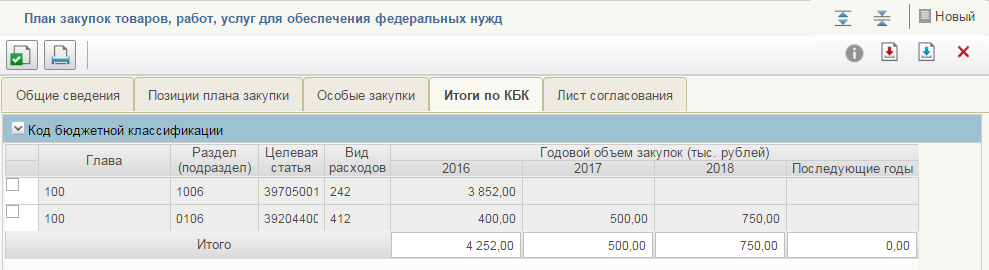 План закупок товаров, работ, услуг для обеспечения федеральных нужд
Новый
Общие сведения Позиции плана закупки Особые закупки Итоги по КБК Лист согласования
Код бюджетной классификации
Глава Раздел (подраздел) Целевая статья Вид расходов Годовой объем закупок (тыс. рублей)
2016 2017 2018 Последующие годы
100 1006 39705001 242 3 852,00
100 0106 39204400 412 400,00 500,00 750,00
Итого 4 252,00 500,00 750,00 0,00